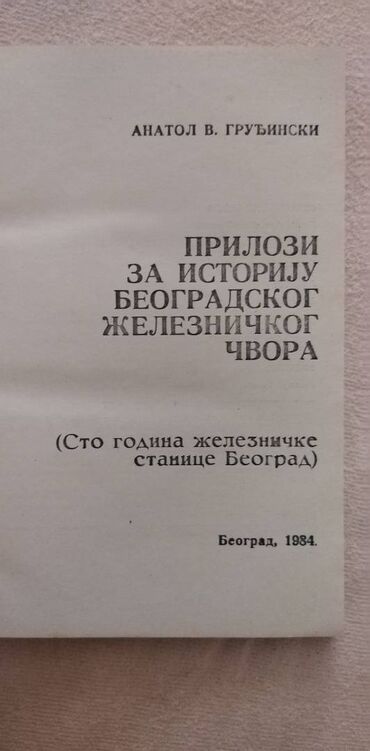 АНАТОЛ В. ГРУЂИНСКИ
ПРИЛОЗИ
ЗА ИСТОРИЈУ
БЕОГРАДСКОГ
ЖЕЛЕЗНИЧКОГ
ЧВОРА
(Сто година железничке
станице Београд)
Београд, 1984.